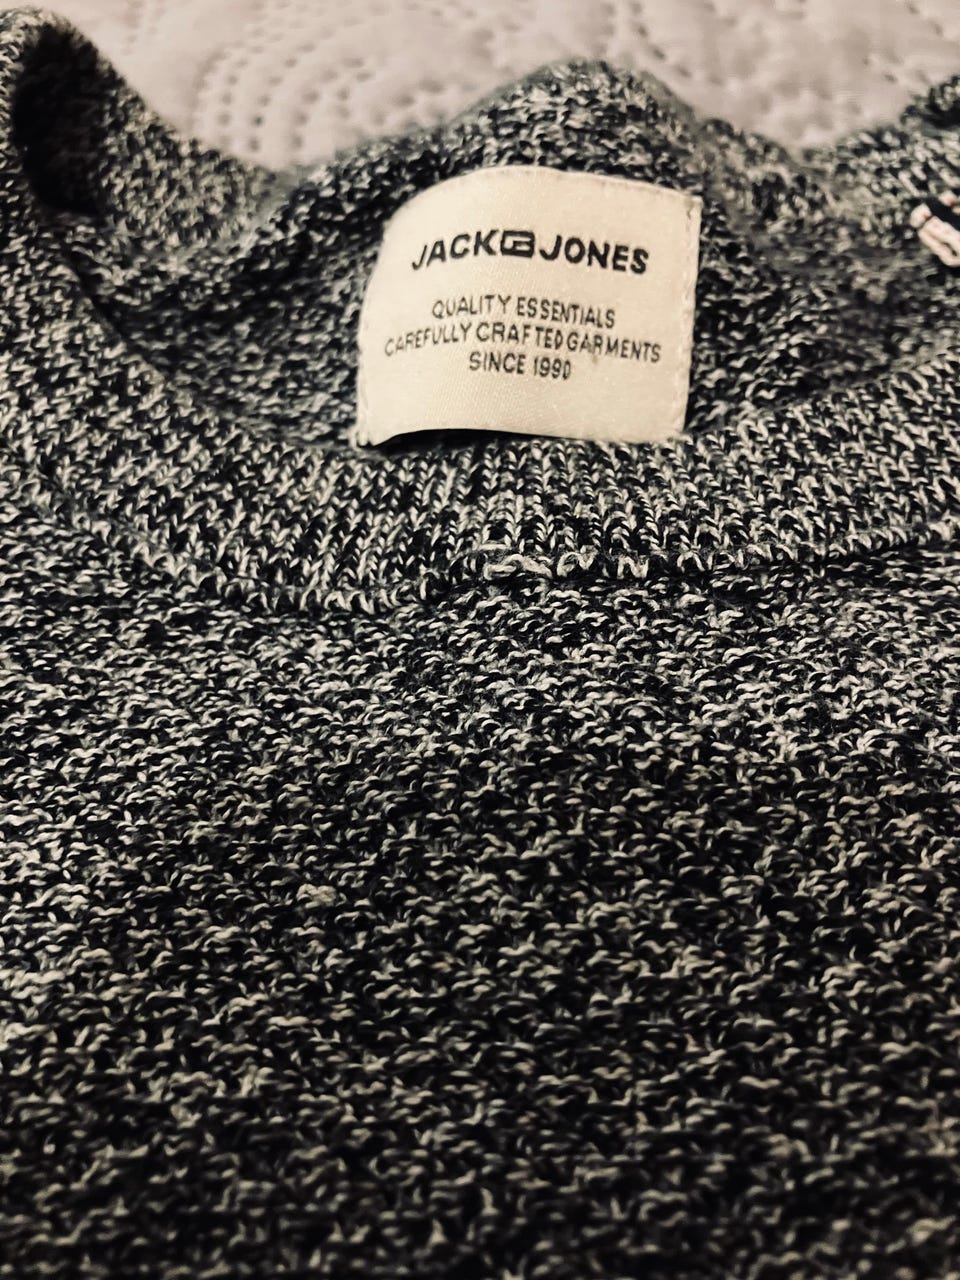 JACK JONES
QUALITY ESSENTIALS
CAREFULLY CRAFTED GARMENTS
SINCE 1990